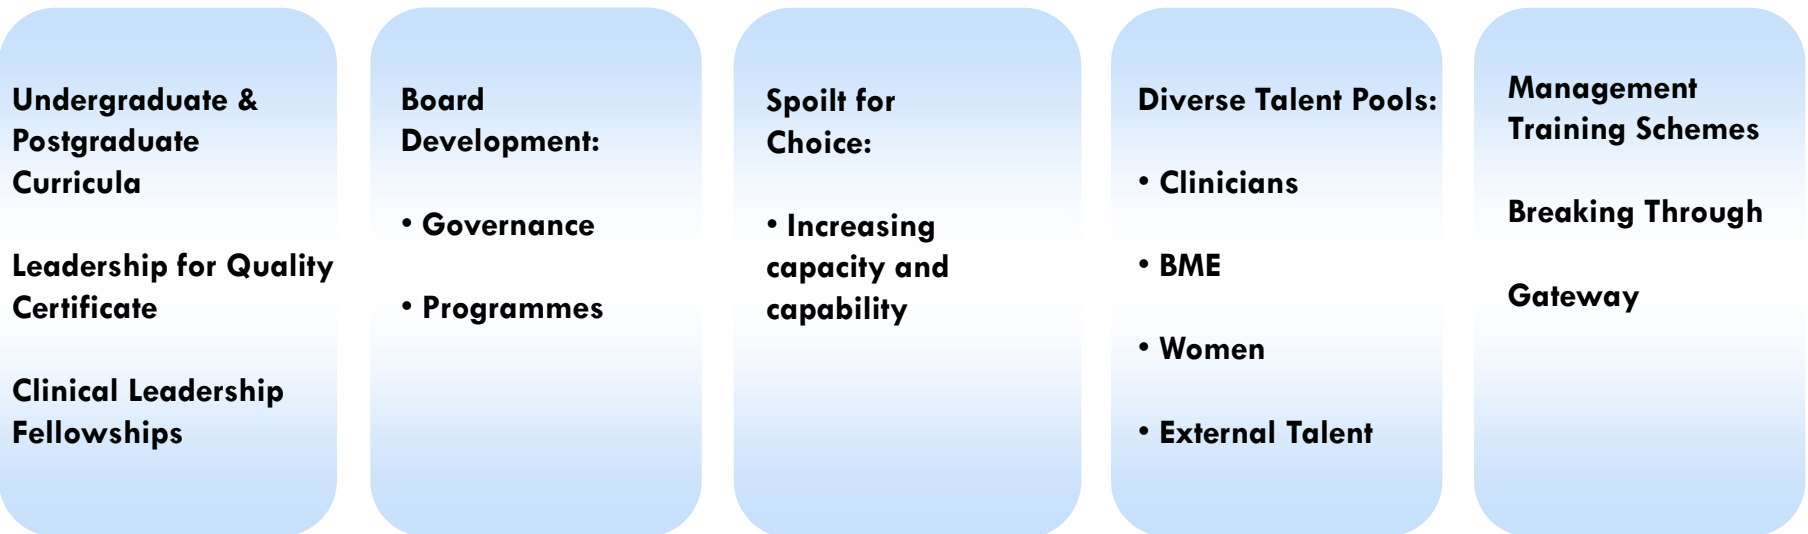 Undergraduate &
Postgraduate
Curricula
Leadership for Quality
Certificate
Clinical Leadership
Fellowships
Board
Development:
• Governance
• Programmes
Spoilt for
Choice:
• Increasing
capacity and
capability
Diverse Talent Pools:
• Clinicians
• BME
• Women
• External Talent
Management
Training Schemes
Breaking Through
Gateway